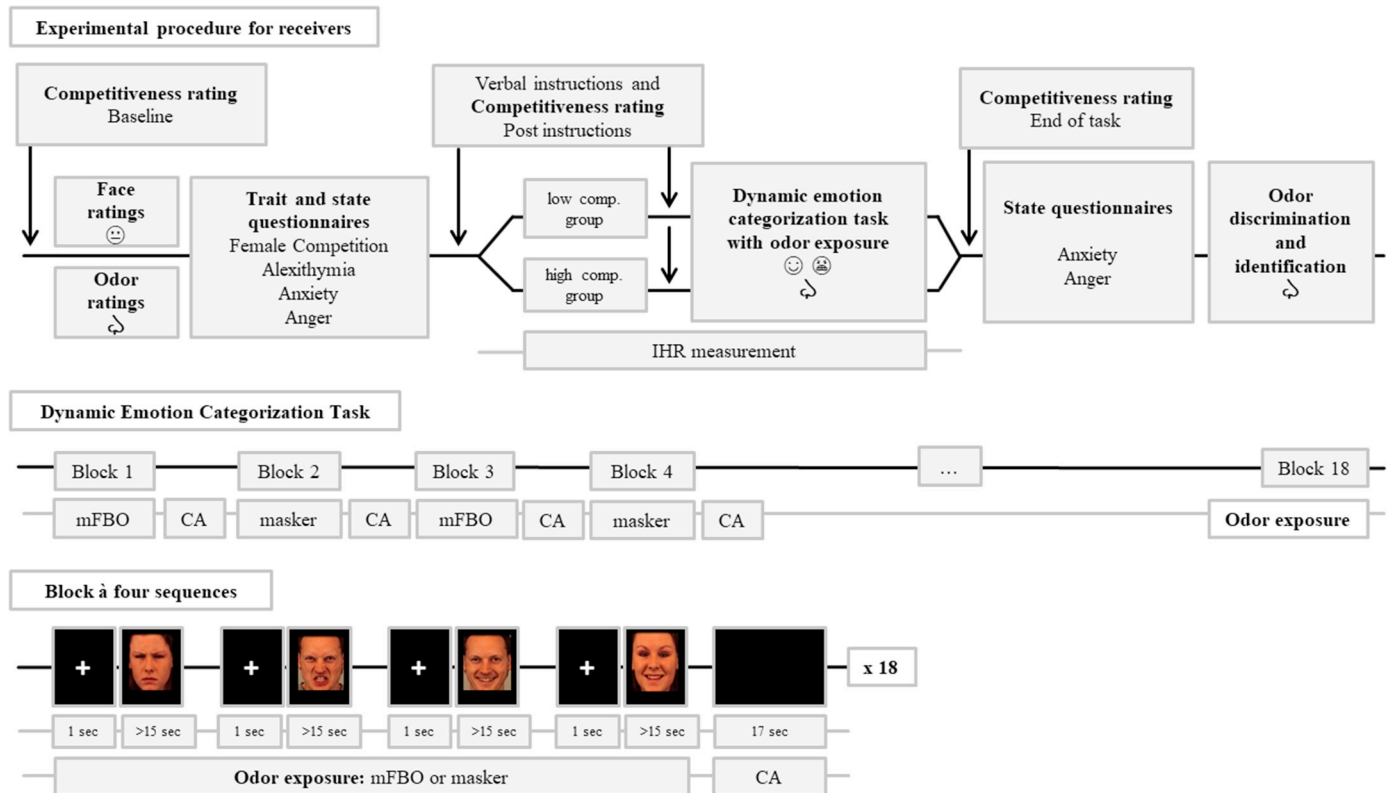 Experimental procedure for receivers
Competitiveness rating
Baseline
Verbal instructions and
Competitiveness rating
Post instructions
Competitiveness rating
End of task
Face
ratings
Odor
ratings
Trait and state
questionnaires
Female Competition
Alexithymia
Anxiety
Anger
low comp.
group
high comp.
group
Dynamic emotion
categorization task
with odor exposure
State questionnaires
Anxiety
Anger
Odor
discrimination
and
identification
IHR measurement
Dynamic Emotion Categorization Task
Block 1 Block 2 Block 3 Block 4 ... Block 18
mFBO CA masker CA mFBO CA masker CA Odor exposure
Block à four sequences
x 18
1 sec >15 sec 1 sec >15 sec 1 sec >15 sec 1 sec >15 sec 17 sec
Odor exposure: mFBO or masker CA